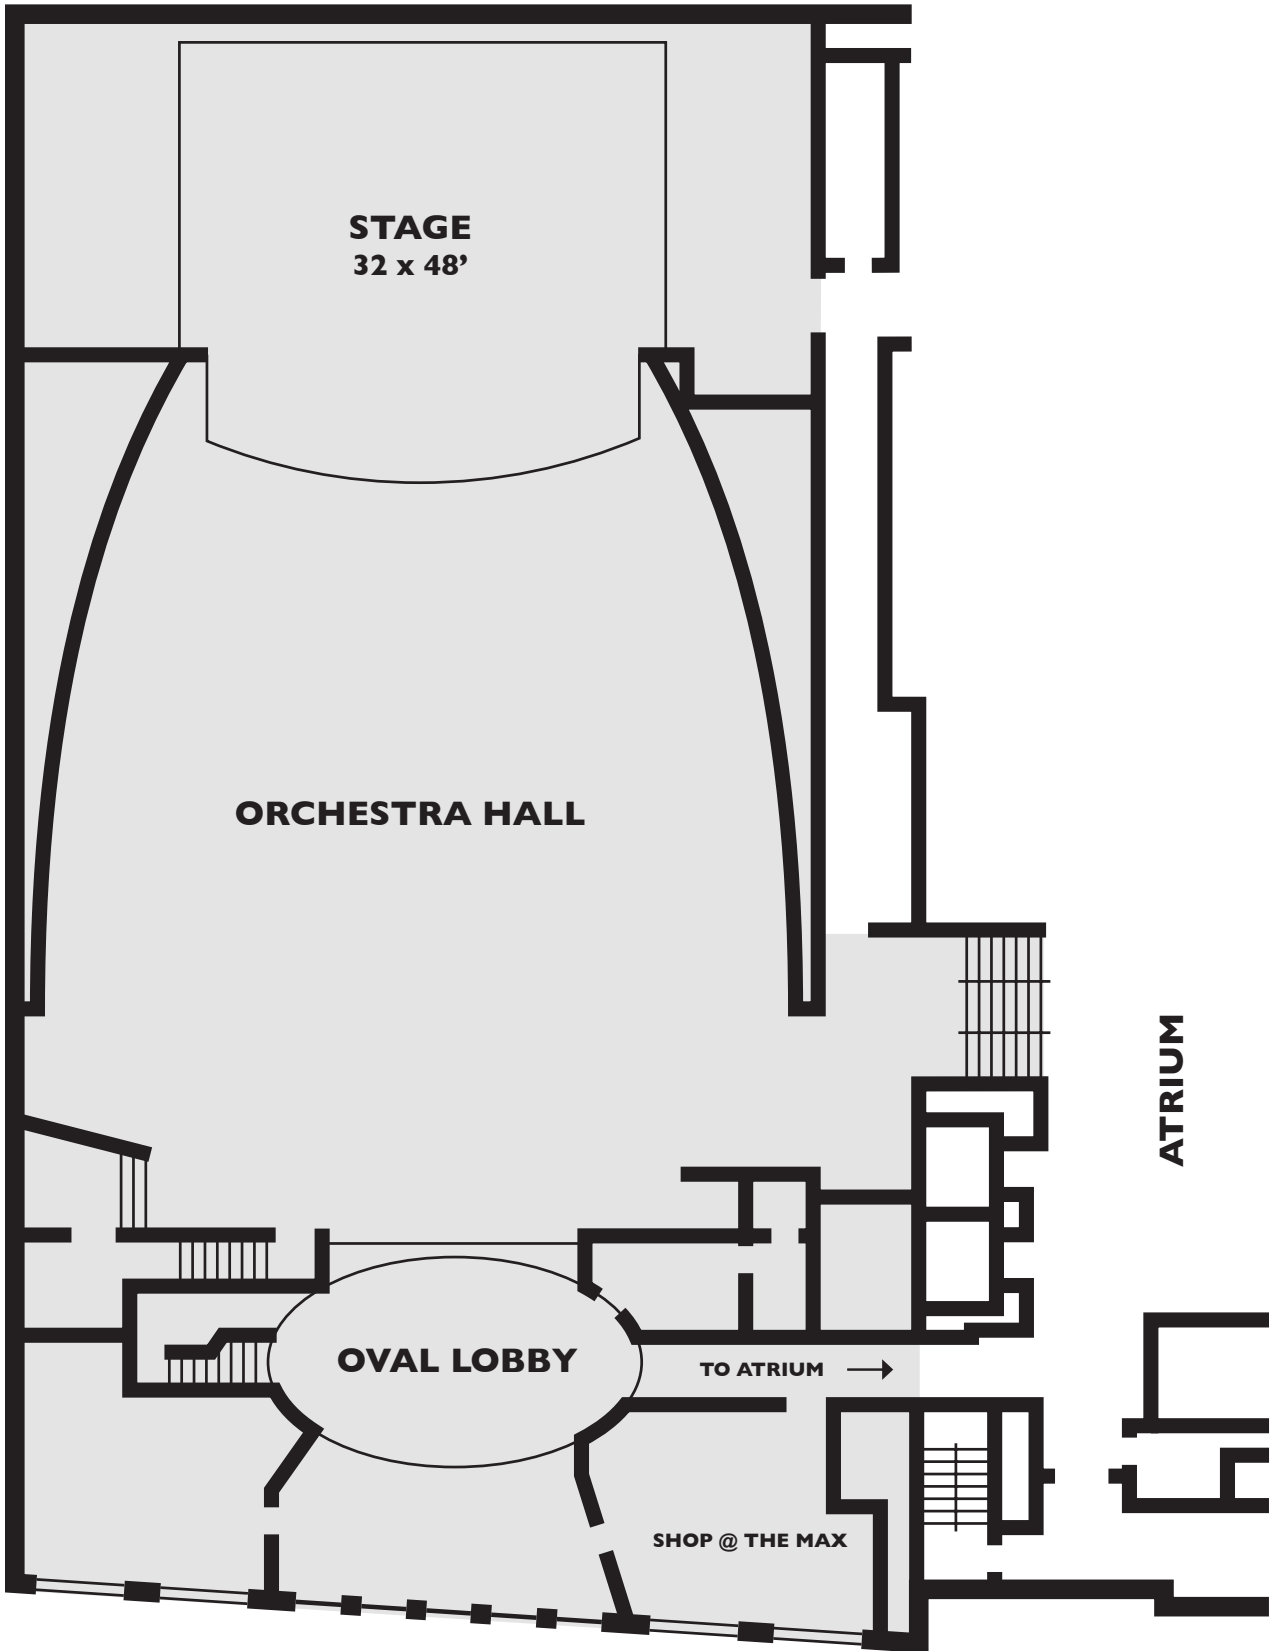 STAGE
32 x 48’
ORCHESTRA HALL
ATRIUM
OVAL LOBBY
TO ATRIUM
SHOP @ THE MAX